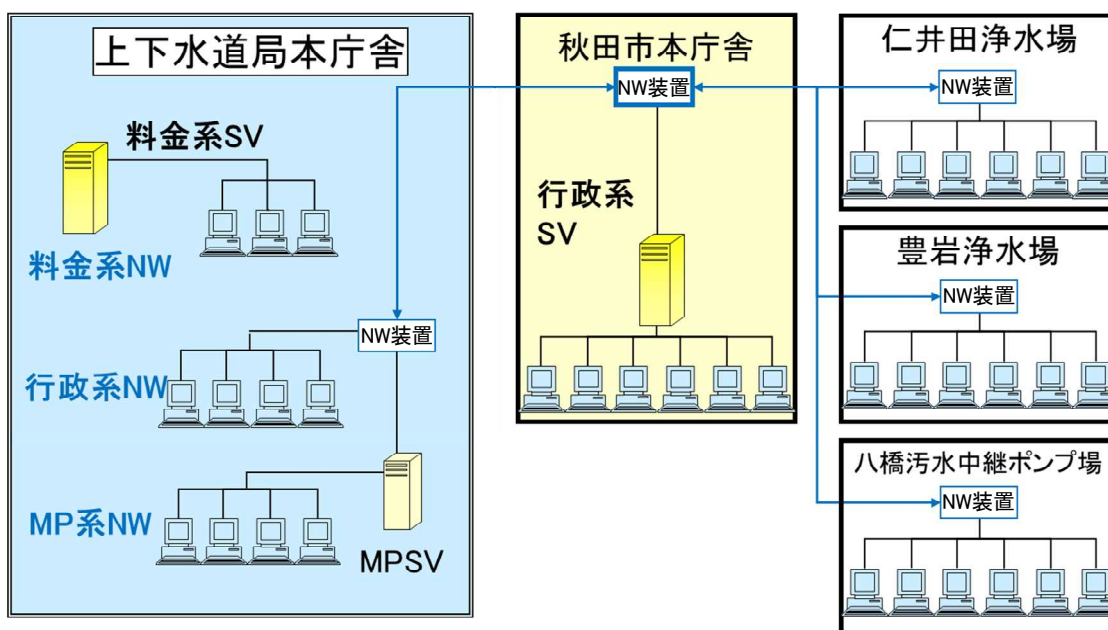 上下水道局本庁舎
料金系SV
料金系NW
NW装置
行政系NW
MP系NW
MPSV
秋田市本庁舎
NW装置
行政系
SV
仁井田浄水場
NW装置
豊岩浄水場
NW装置
八橋汚水中継ポンプ場
NW装置